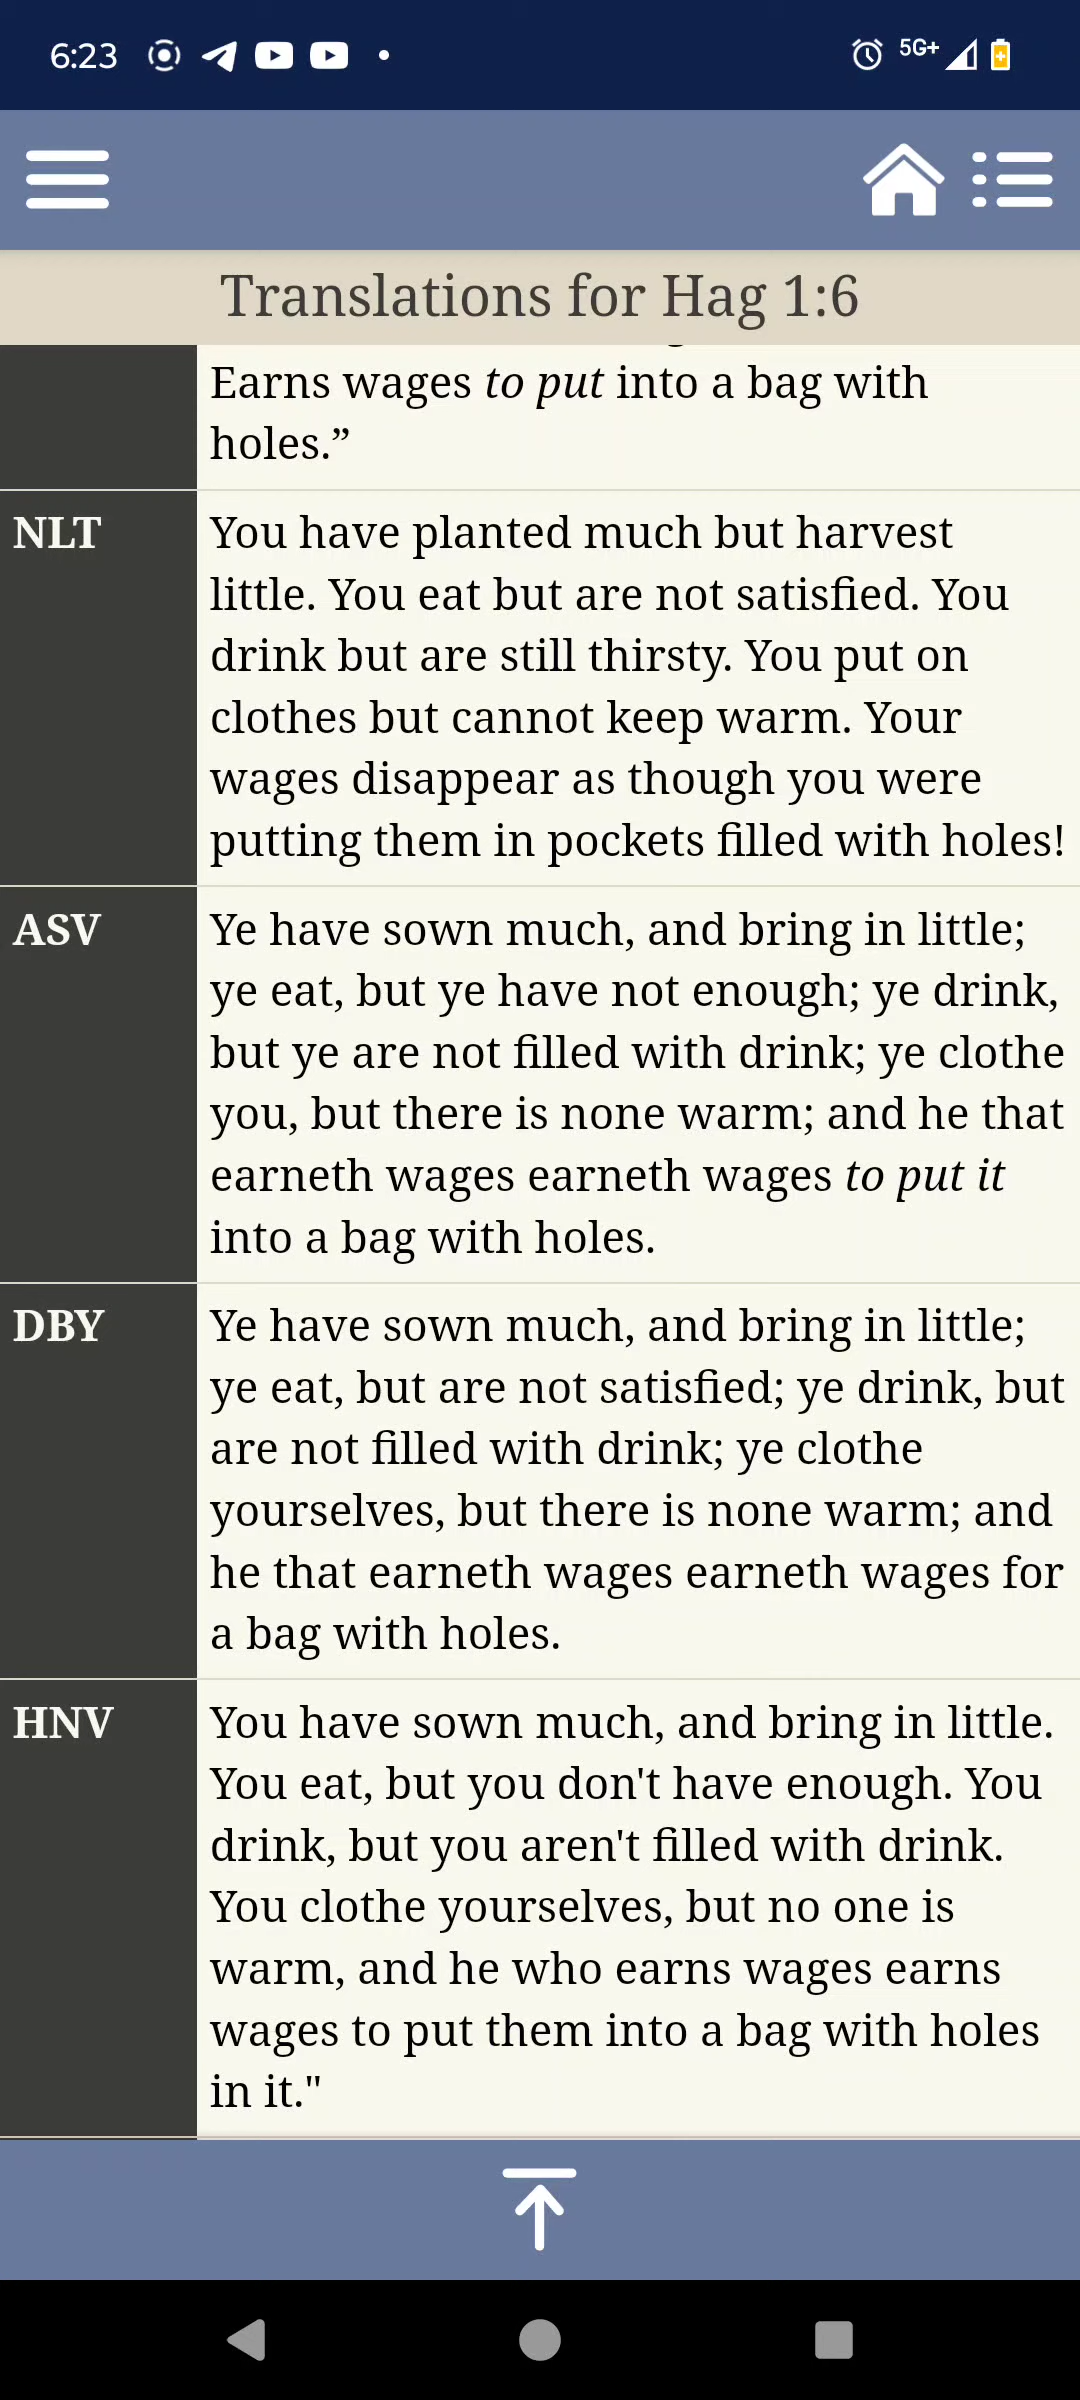 6:23
5G+
Translations for Hag 1:6
Earns wages to put into a bag with
holes.”
NLT
You have planted much but harvest
little. You eat but are not satisfied. You
drink but are still thirsty. You put on
clothes but cannot keep warm. Your
wages disappear as though you were
putting them in pockets filled with holes!
ASV
Ye have sown much, and bring in little;
ye eat, but ye have not enough; ye drink,
but ye are not filled with drink; ye clothe
you, but there is none warm; and he that
earneth wages earneth wages to put it
into a bag with holes.
DBY
Ye have sown much, and bring in little;
ye eat, but are not satisfied; ye drink, but
are not filled with drink; ye clothe
yourselves, but there is none warm; and
he that earneth wages earneth wages for
a bag with holes.
HNV
You have sown much, and bring in little.
You eat, but you don't have enough. You
drink, but you aren't filled with drink.
You clothe yourselves, but no one is
warm, and he who earns wages earns
wages to put them into a bag with holes
in it."